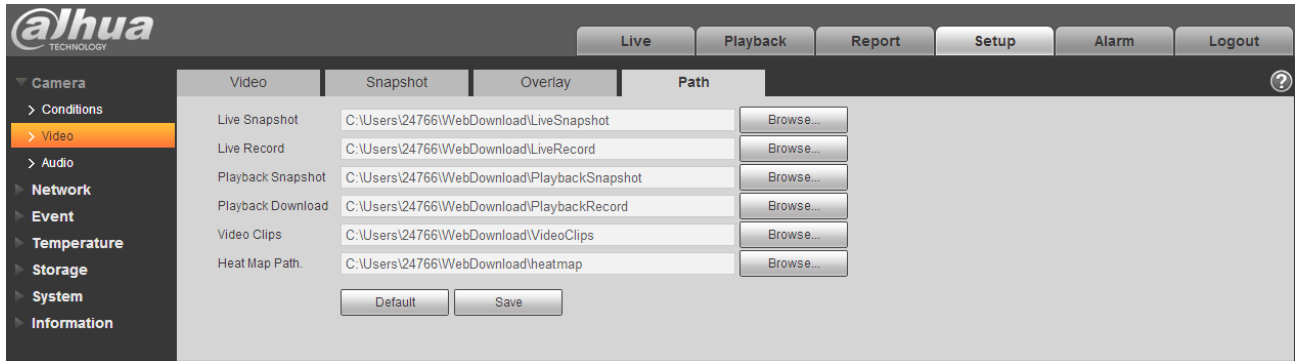 alhua
TECHNOLOGY
Live Playback Report Setup Alarm Logout
Camera
Conditions
Video
Audio
Network
Event
Temperature
Storage
System
Information
Video Snapshot Overlay Path ?
Live Snapshot C:\Users\24766\WebDownload\LiveSnapshot Browse...
Live Record C:\Users\24766\WebDownload\LiveRecord Browse...
Playback Snapshot C:\Users\24766\WebDownload\PlaybackSnapshot Browse...
Playback Download C:\Users\24766\WebDownload\PlaybackRecord Browse...
Video Clips C:\Users\24766\WebDownload\VideoClips Browse...
Heat Map Path. C:\Users\24766\WebDownload\heatmap Browse...
Default Save